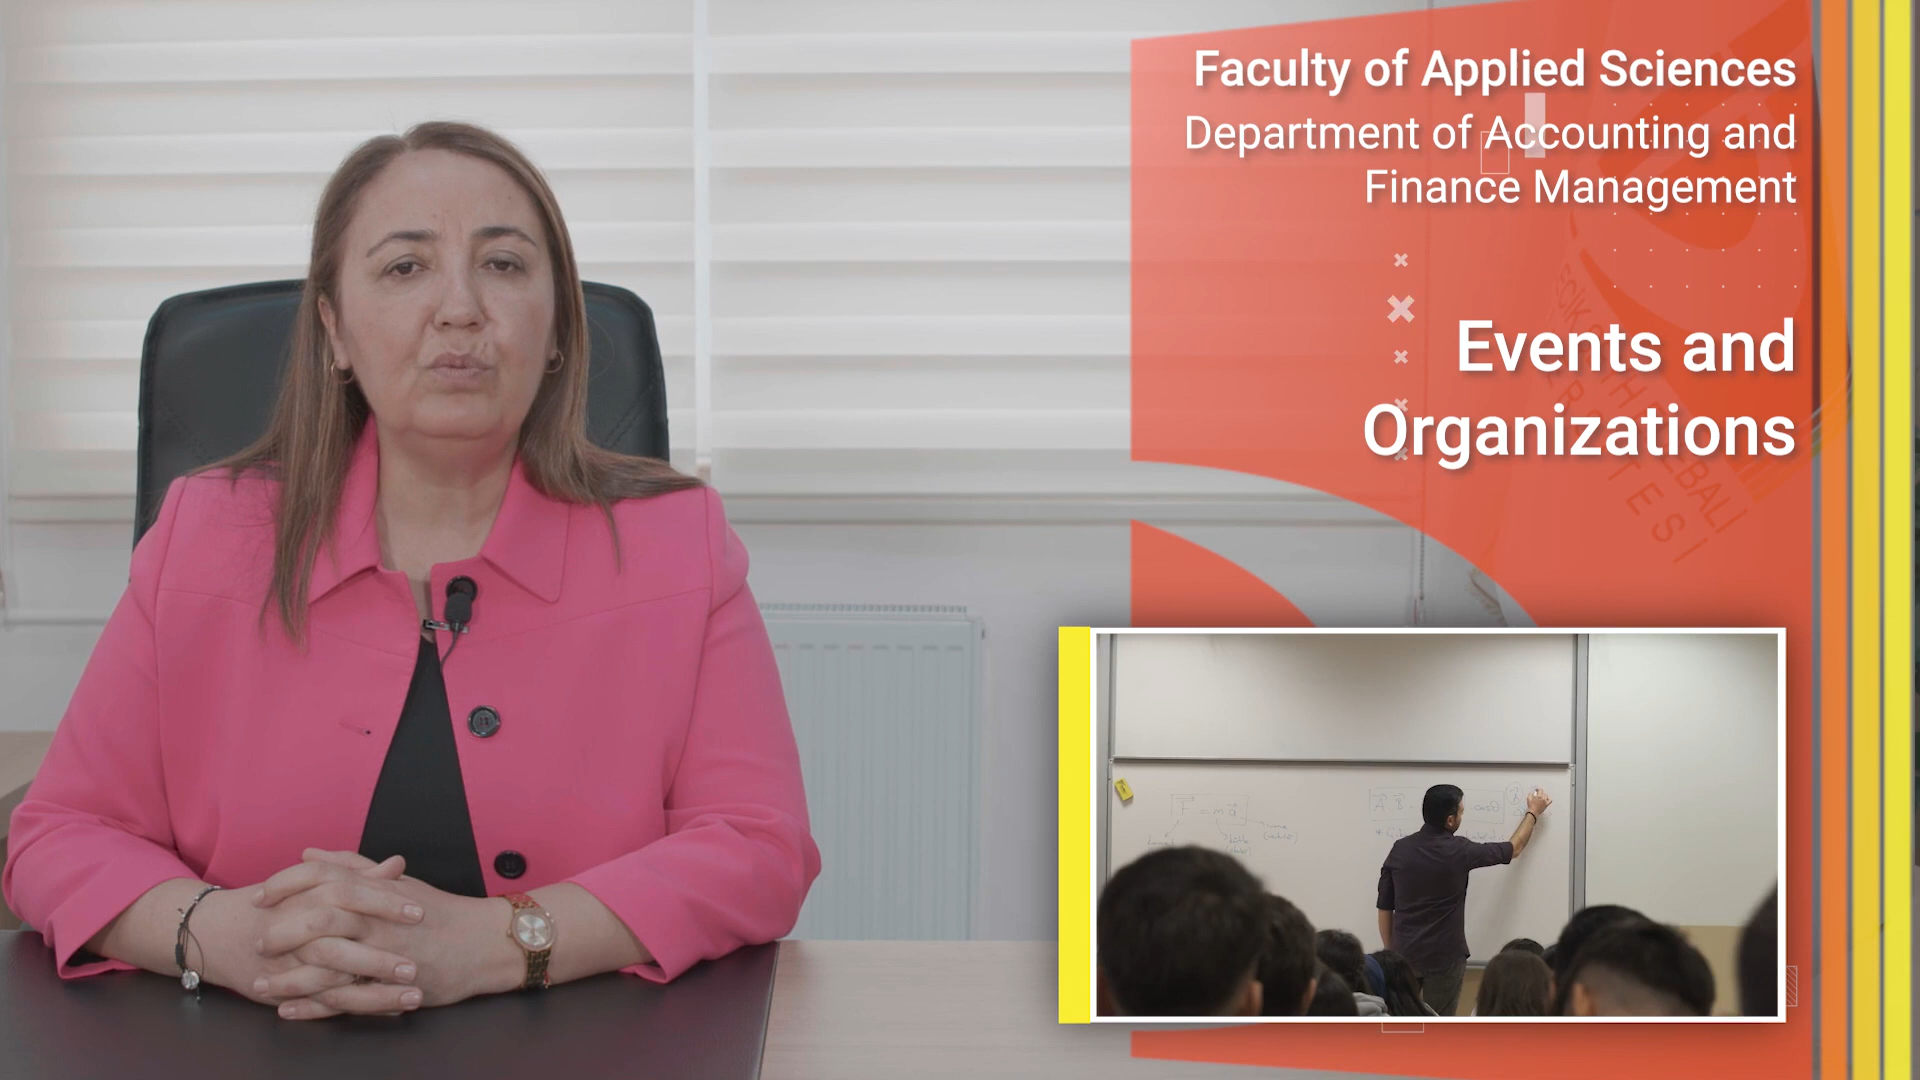 Faculty of Applied Sciences
Department of Accounting and
Finance Management
Events and
Organizations